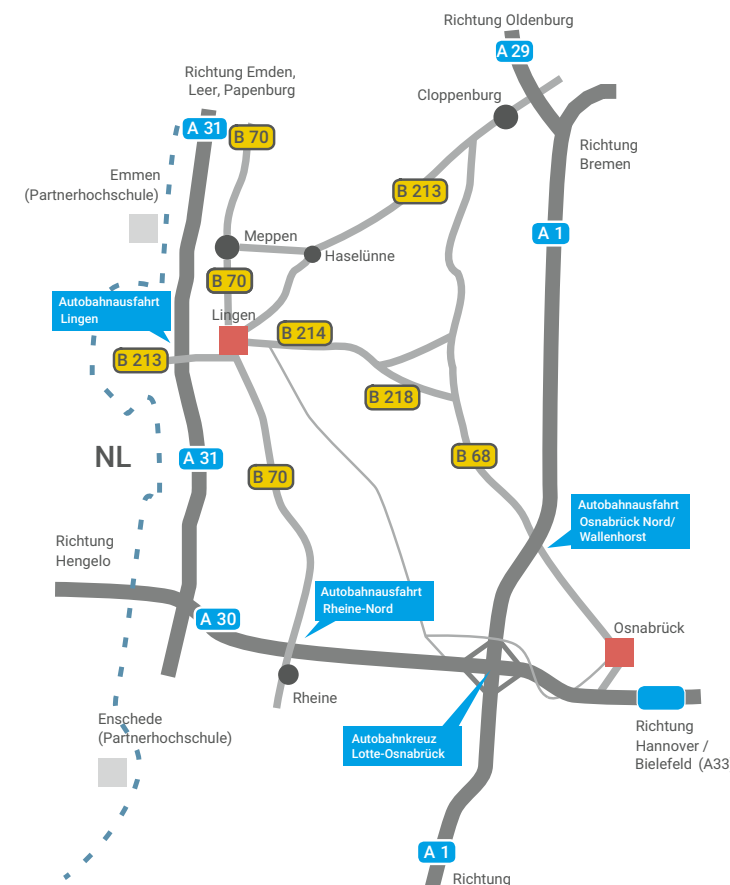 Richtung Oldenburg
A 29
Richtung Emden,
Leer, Papenburg
Cloppenburg
A 31
B 70
Richtung
Bremen
Emmen
(Partnerhochschule)
B 213
A 1
Meppen
Haselünne
B 70
Autobahnausfahrt
Lingen
Lingen
B 214
B 213
B 218
NL
A 31
B 68
B 70
Autobahnausfahrt
Osnabrück Nord/
Wallenhorst
Richtung
Hengelo
Autobahnausfahrt
Rheine-Nord
A 30
Osnabrück
Rheine
Enschede
(Partnerhochschule)
Autobahnkreuz
Lotte-Osnabrück
Richtung
Hannover /
Bielefeld (A33
A 1
Richtung